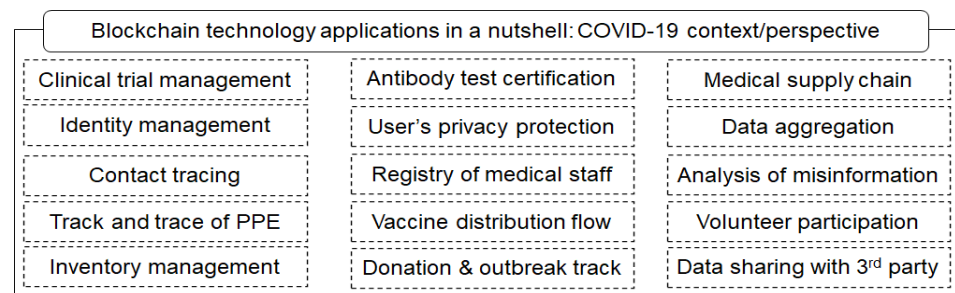 Blockchain technology applications in a nutshell: COVID-19 context/perspective
Clinical trial management
Antibody test certification
Medical supply chain
Identity management
User’s privacy protection
Data aggregation
Contact tracing
Registry of medical staff
Analysis of misinformation
Track and trace of PPE
Vaccine distribution flow
Volunteer participation
Inventory management
Donation & outbreak track
Data sharing with 3rd party